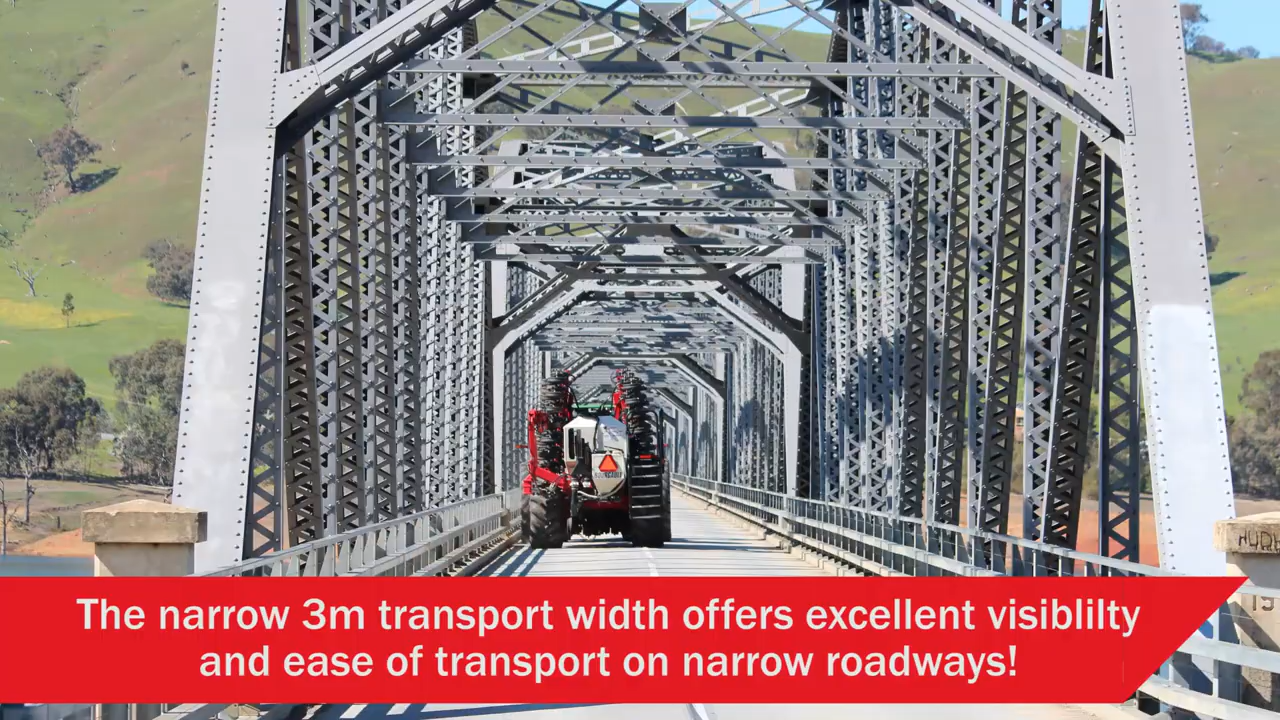 The narrow 3m transport width offers excellent visiblilty
and ease of transport on narrow roadways!